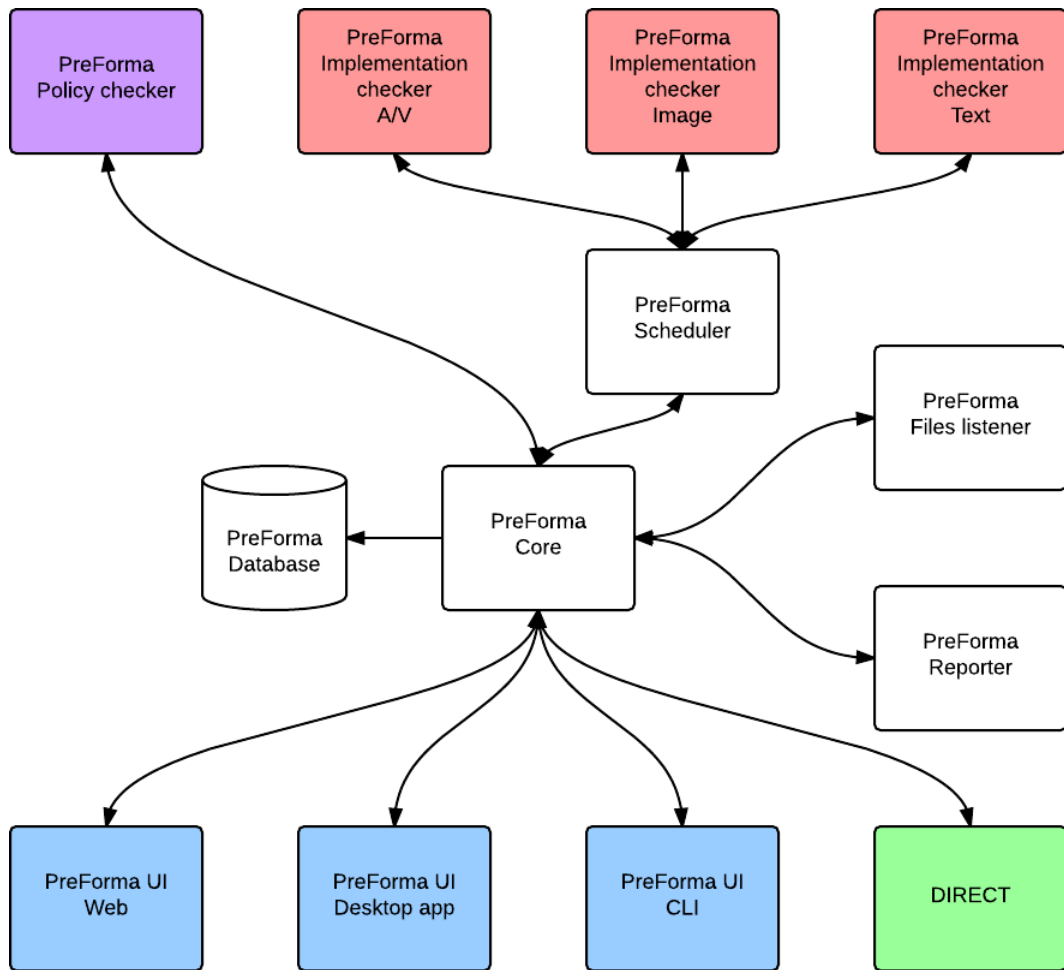 PreForma
Policy checker
PreForma
Implementation
checker
A/V
PreForma
Implementation
checker
Image
PreForma
Implementation
checker
Text
PreForma
Scheduler
PreForma
Files listener
PreForma
Database
PreForma
Core
PreForma
Reporter
PreForma UI
Web
PreForma UI
Desktop app
PreForma UI
CLI
DIRECT